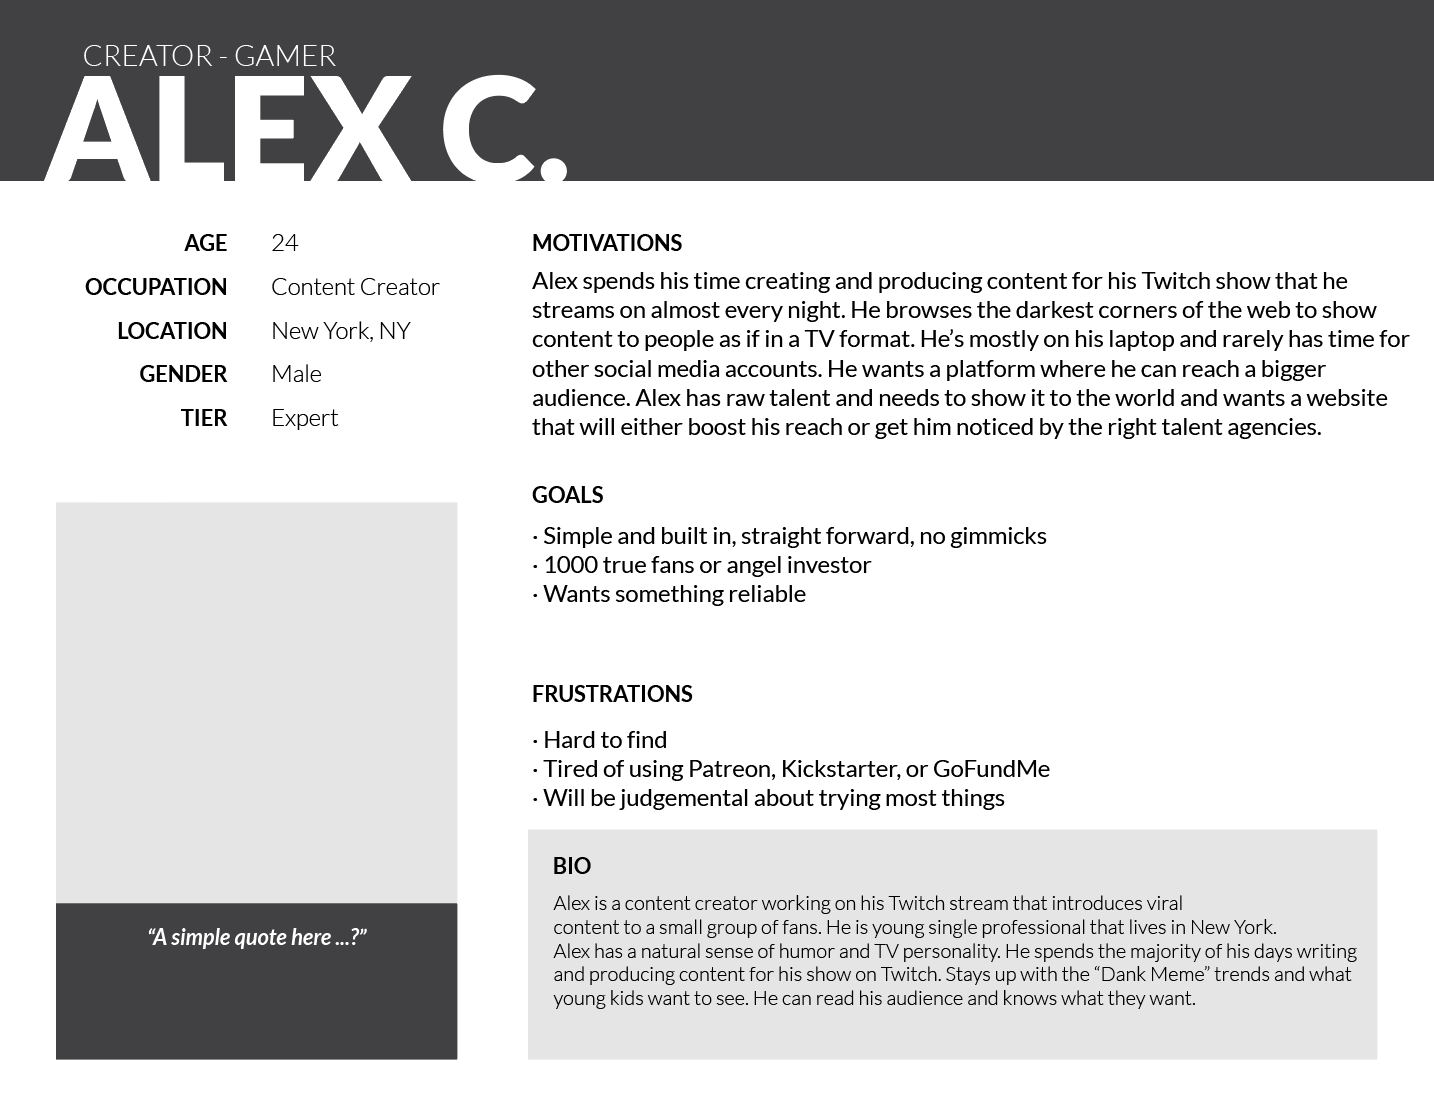 CREATOR - GAMER
ALEX C.
AGE 24
OCCUPATION Content Creator
LOCATION New York, NY
GENDER Male
TIER Expert
“A simple quote here ...?”
MOTIVATIONS
Alex spends his time creating and producing content for his Twitch show that he
streams on almost every night. He browses the darkest corners of the web to show
content to people as if in a TV format. He’s mostly on his laptop and rarely has time for
other social media accounts. He wants a platform where he can reach a bigger
audience. Alex has raw talent and needs to show it to the world and wants a website
that will either boost his reach or get him noticed by the right talent agencies.
GOALS
· Simple and built in, straight forward, no gimmicks
· 1000 true fans or angel investor
· Wants something reliable
FRUSTRATIONS
· Hard to find
· Tired of using Patreon, Kickstarter, or GoFundMe
· Will be judgemental about trying most things
BIO
Alex is a content creator working on his Twitch stream that introduces viral
content to a small group of fans. He is young single professional that lives in New York.
Alex has a natural sense of humor and TV personality. He spends the majority of his days writing
and producing content for his show on Twitch. Stays up with the “Dank Meme” trends and what
young kids want to see. He can read his audience and knows what they want.